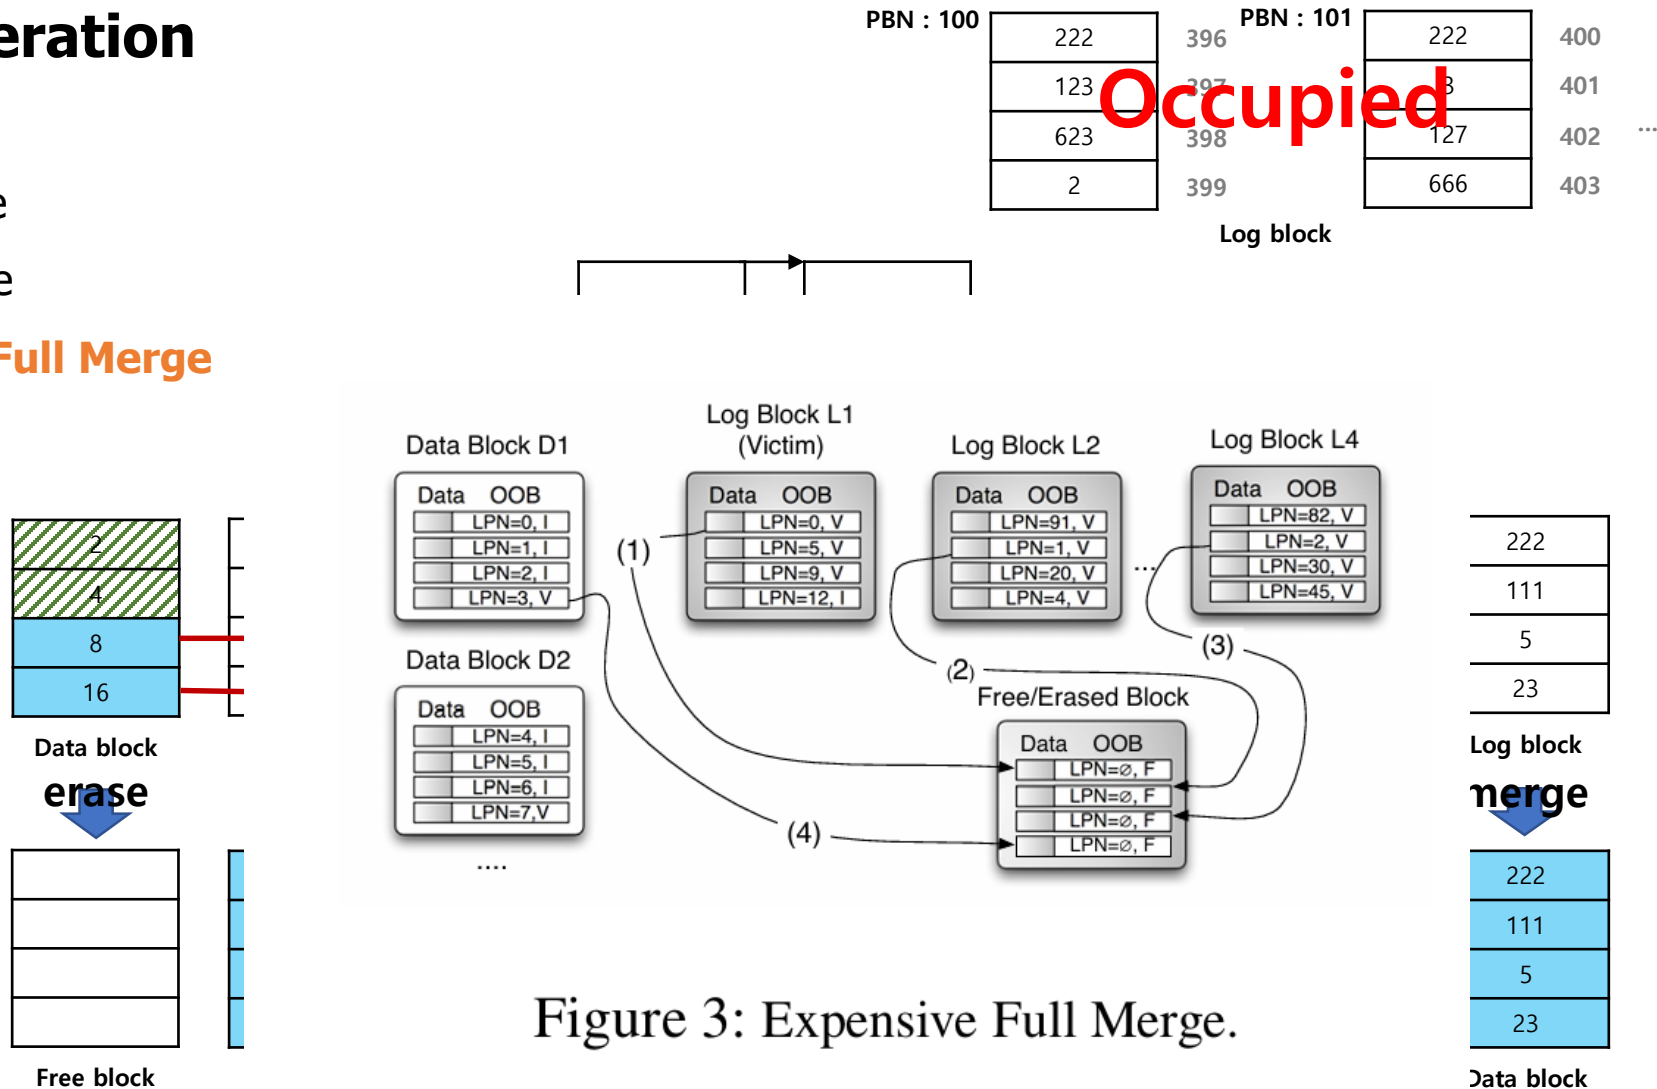 eration
PBN : 100
222
396
123
397
623
398
2
399
PBN : 101
222
400
3
401
127
402
666
403
...
Occupied
Log block
e
e
Full Merge
2
4
8
16
Data block
erase
Free block
Data Block D1
Data OOB
LPN=0, I
LPN=1, I
LPN=2, I
LPN=3, V
Log Block L1
(Victim)
Data OOB
LPN=0, V
LPN=5, V
LPN=9, V
LPN=12, I
Log Block L2
Data OOB
LPN=91, V
LPN=1, V
LPN=20, V
LPN=4, V
...
Log Block L4
Data OOB
LPN=82, V
LPN=2, V
LPN=30, V
LPN=45, V
(1)
(2)
(3)
(4)
Data Block D2
Data OOB
LPN=4, I
LPN=5, I
LPN=6, I
LPN=7,V
....
Free/Erased Block
Data OOB
LPN=∅, F
LPN=∅, F
LPN=∅, F
LPN=∅, F
Figure 3: Expensive Full Merge.
222
111
5
23
Log block
merge
222
111
5
23
Data block